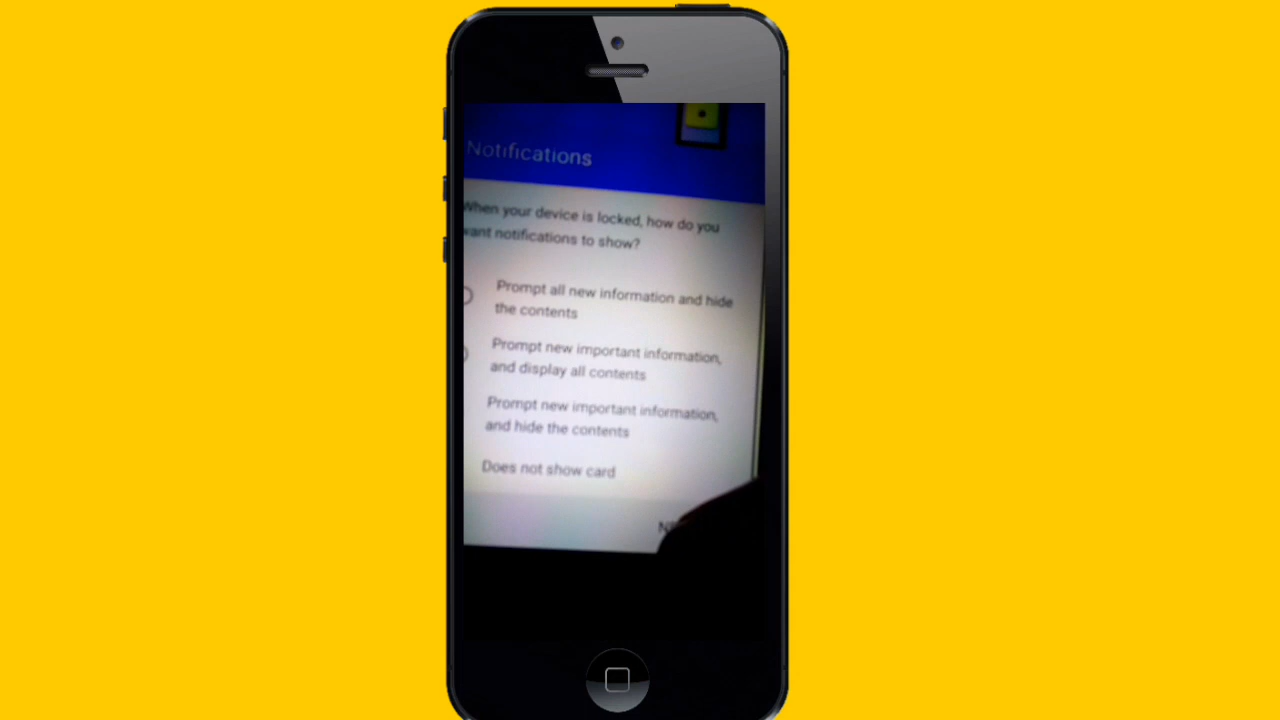 Notifications
When your device is locked, how do you
want notifications to show?
Prompt all new information and hide
the contents
Prompt new important information,
and display all contents
Prompt new important information,
and hide the contents
Does not show card